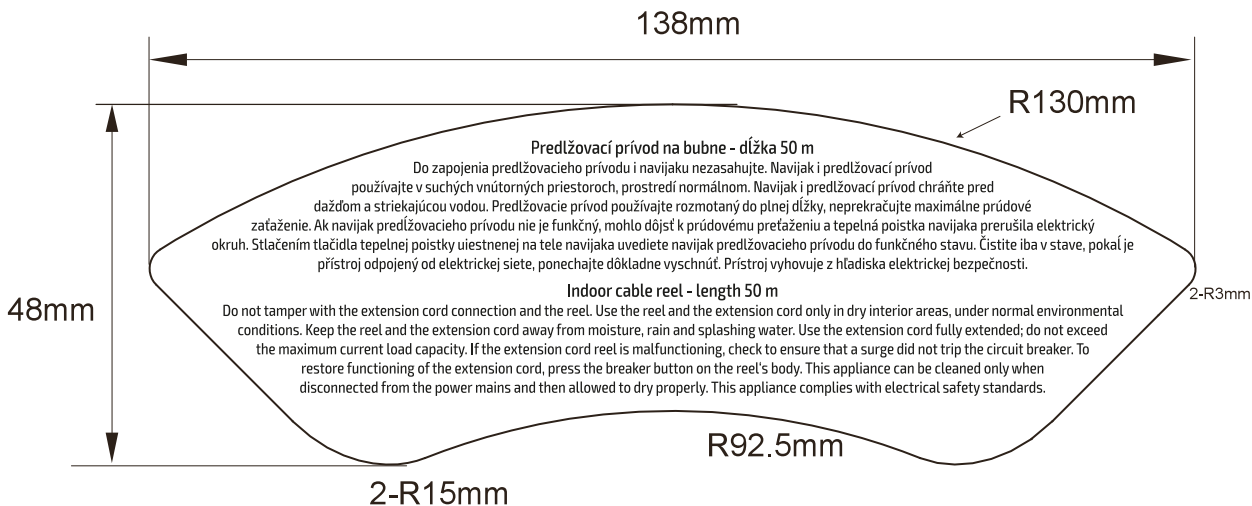 138mm
R130mm
Predlžovací prívod na bubne - dĺžka 50 m
Do zapojenia predlžovacieho prívodu i navijaku nezasahujte. Navijak i predlžovací prívod
používajte v suchých vnútorných priestoroch, prostredí normálnom. Navijak i predlžovací prívod chráňte pred
dažďom a striekajúcou vodou. Predlžovacie prívod používajte rozmotaný do plnej dĺžky, neprekračujte maximálne prúdové
zaťaženie. Ak navijak predĺžovacieho prívodu nie je funkčný, mohlo dôjsť k prúdovému preťaženiu a tepelná poistka navijaka prerušila elektrický
okruh. Stlačením tlačidla tepelnej poistky uiestnenej na tele navijaka uvediete navijak predlžovacieho prívodu do funkčného stavu. Čistite iba v stave, pokaľ je
přístroj odpojený od elektrickej siete, ponechajte dôkladne vyschnúť. Prístroj vyhovuje z hľadiska elektrickej bezpečnosti.
Indoor cable reel - length 50 m
Do not tamper with the extension cord connection and the reel. Use the reel and the extension cord only in dry interior areas, under normal environmental
conditions. Keep the reel and the extension cord away from moisture, rain and splashing water. Use the extension cord fully extended; do not exceed
the maximum current load capacity. If the extension cord reel is malfunctioning, check to ensure that a surge did not trip the circuit breaker. To
restore functioning of the extension cord, press the breaker button on the reel's body. This appliance can be cleaned only when
disconnected from the power mains and then allowed to dry properly. This appliance complies with electrical safety standards.
48mm
2-R3mm
R92.5mm
2-R15mm